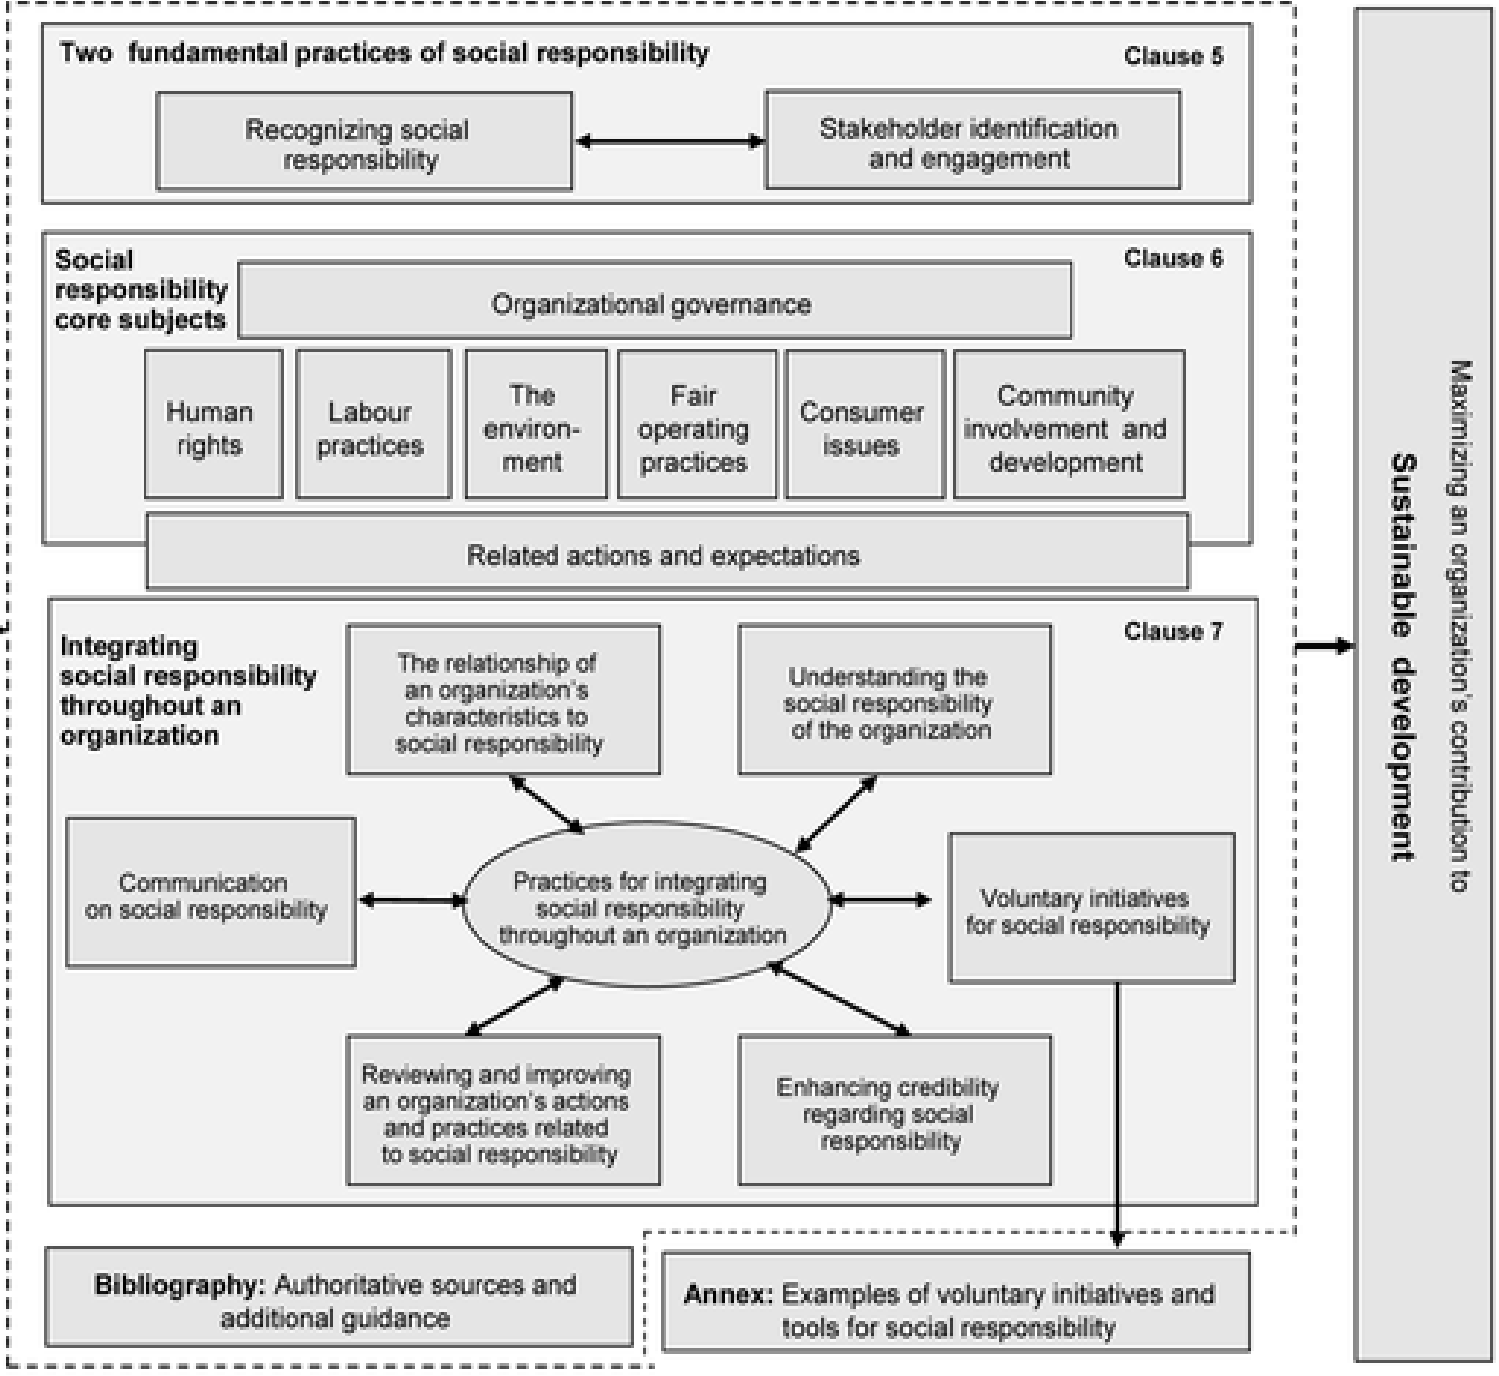 Two fundamental practices of social responsibility
Clause 5
Recognizing social
responsibility
Stakeholder identification
and engagement
Social
responsibility
core subjects
Clause 6
Organizational governance
Human
rights
Labour
practices
The
environ-
ment
Fair
operating
practices
Consumer
issues
Community
involvement and
development
Related actions and expectations
Integrating
social responsibility
throughout an
organization
Clause 7
The relationship of
an organization's
characteristics to
social responsibility
Understanding the
social responsibility
of the organization
Communication
on social responsibility
Practices for integrating
social responsibility
throughout an organization
Voluntary initiatives
for social responsibility
Reviewing and improving
an organization's actions
and practices related
to social responsibility
Enhancing credibility
regarding social
responsibility
Bibliography: Authoritative sources and
additional guidance
Annex: Examples of voluntary initiatives and
tools for social responsibility
Maximizing an organization's contribution to
Sustainable development